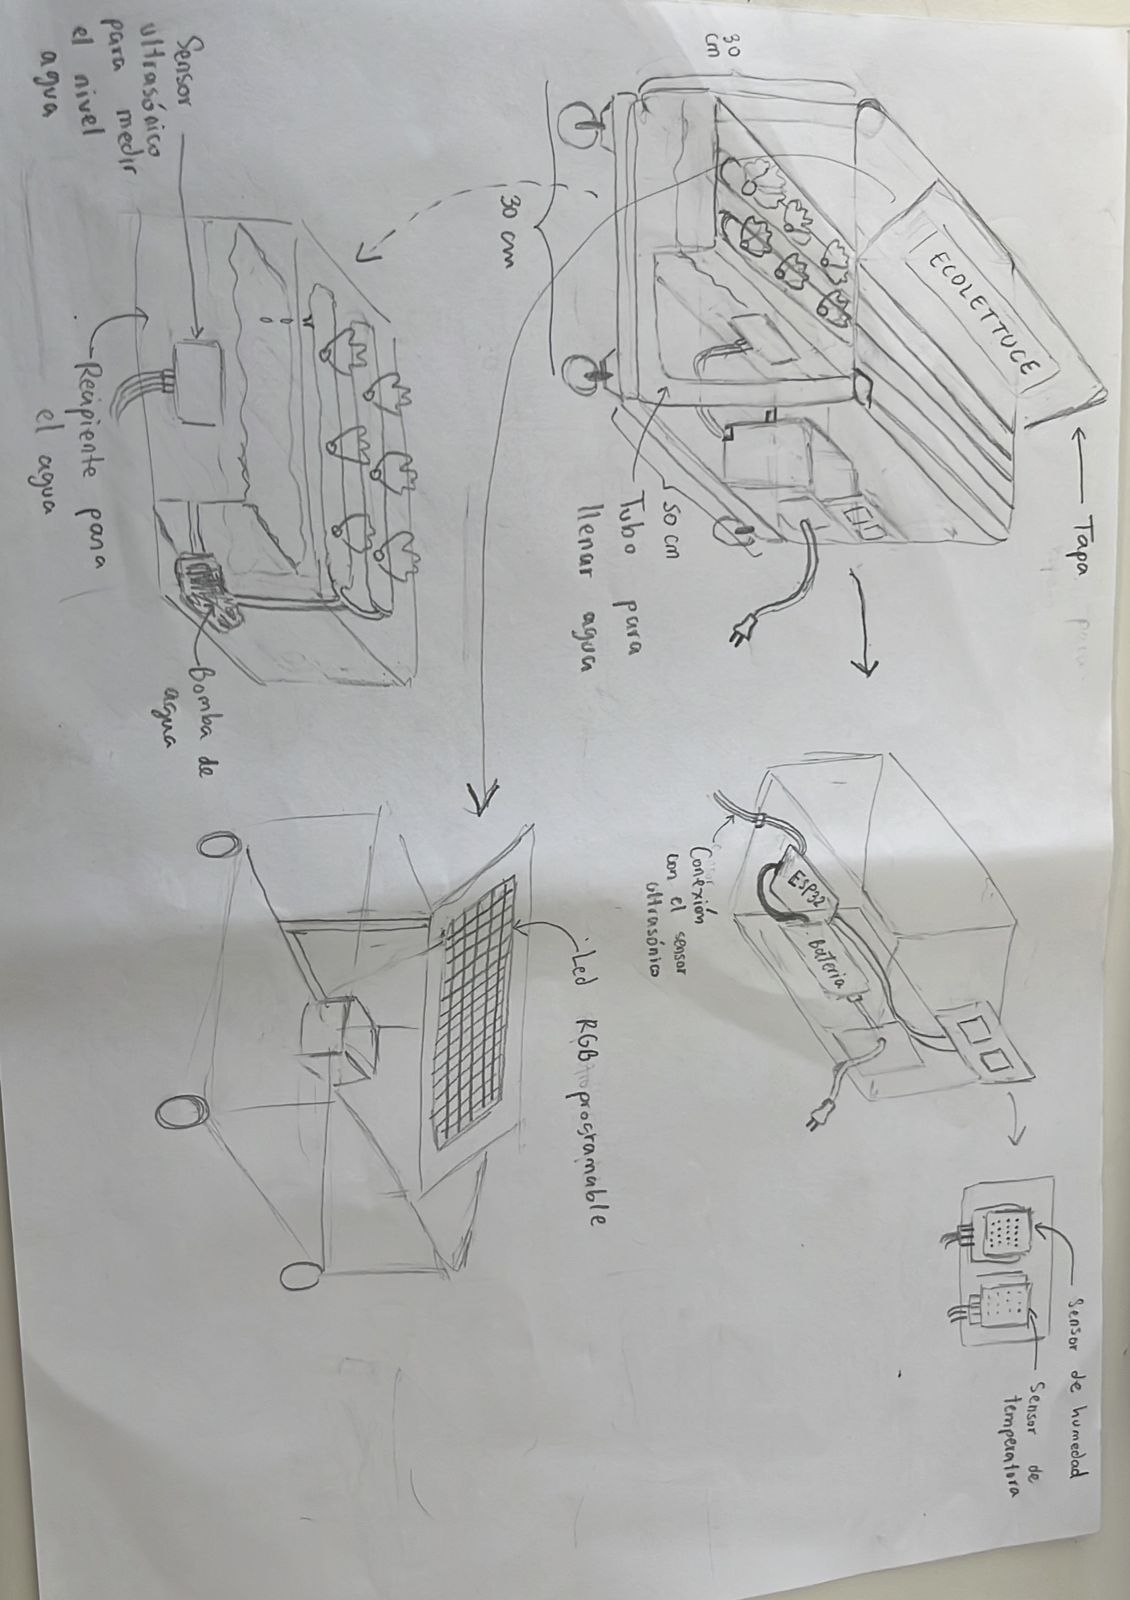 30
cm
30 cm
ECOLETTUCE
Tapa
50 cm
Tubo para
llenar agua
Sensor
ultrasónico
para medir
el nivel
agua
Recipiente para
el agua
Bomba de
agua
ESP32
Batería
Conexión
con el sensor
ultrasónico
Sensor de humedad
Sensor de
temperatura
Led RGB programable